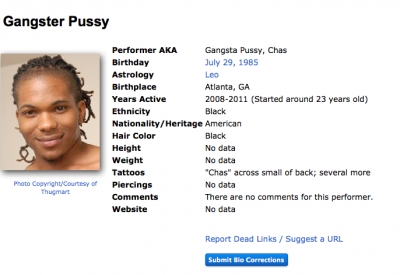 Gangster Pussy
Performer AKA Gangsta Pussy, Chas
Birthday July 29, 1985
Astrology Leo
Birthplace Atlanta, GA
Years Active 2008-2011 (Started around 23 years old)
Ethnicity Black
Nationality/Heritage American
Hair Color Black
Height No data
Weight No data
Tattoos "Chas" across small of back; several more
Piercings No data
Comments There are no comments for this performer.
Website No data
Photo Copyright/Courtesy of
Thugmart
Report Dead Links / Suggest a URL
Submit Bio Corrections